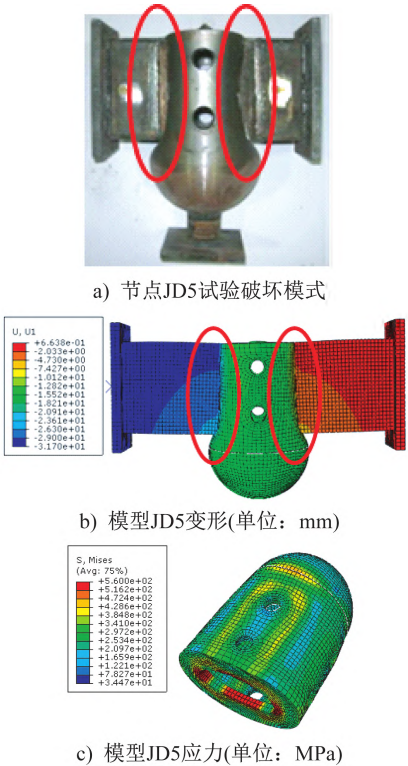 a) 节点JD5试验破坏模式
U, U1
+6.638e-01
-2.033e+00
-4.730e+00
-7.427e+00
-1.012e+01
-1.282e+01
-1.552e+01
-1.821e+01
-2.091e+01
-2.361e+01
-2.630e+01
-2.900e+01
-3.170e+01
b) 模型JD5变形(单位：mm)
S, Mises
(Avg: 75%)
+5.600e+02
+5.162e+02
+4.724e+02
+4.286e+02
+3.848e+02
+3.410e+02
+2.972e+02
+2.534e+02
+2.097e+02
+1.659e+02
+1.221e+02
+7.827e+01
+3.447e+01
c) 模型JD5应力(单位：MPa)